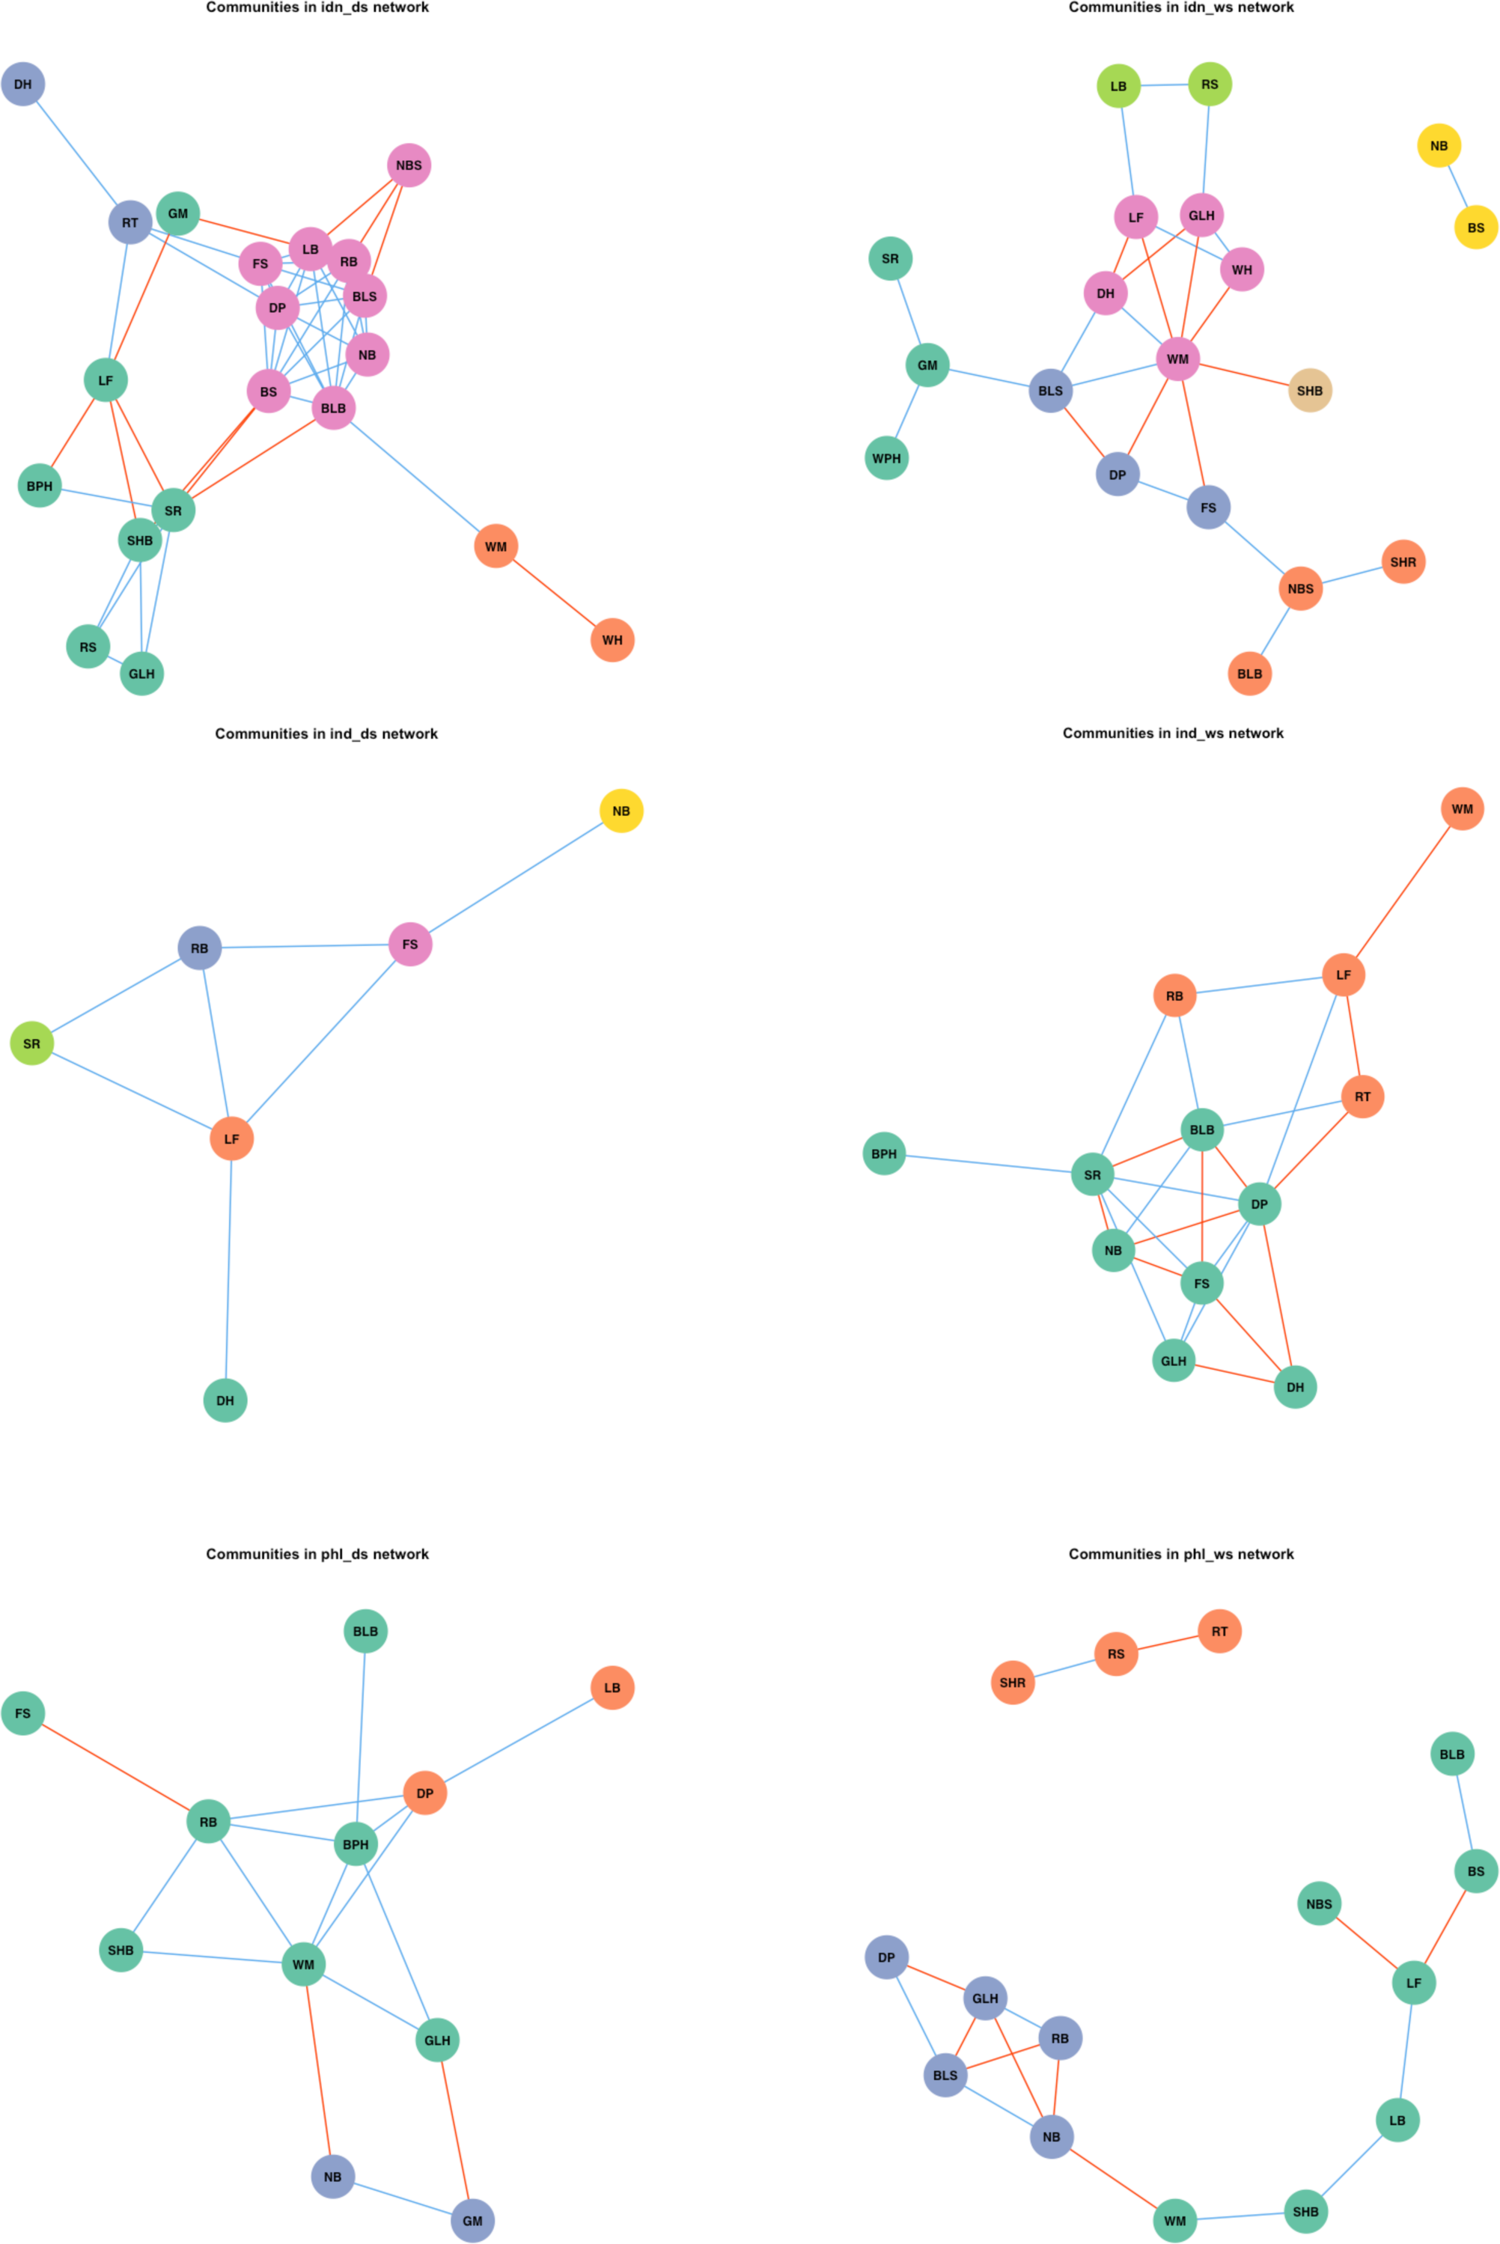 Communities in idn_ds network
DH
NBS
GM
RT
LB
RB
FS
BLS
DP
NB
LF
BS
BLB
BPH
SR
SHB
WM
WH
RS
GLH
Communities in idn_ws network
LB
RS
NB
LF
GLH
BS
SR
WH
DH
WM
GM
BLS
SHB
WPH
DP
FS
SHR
NBS
BLB
Communities in ind_ds network
NB
RB
FS
SR
LF
DH
Communities in ind_ws network
WM
LF
RB
RT
BLB
BPH
SR
DP
NB
FS
GLH
DH
Communities in phl_ds network
BLB
LB
FS
DP
RB
BPH
SHB
WM
GLH
NB
GM
Communities in phl_ws network
RT
RS
SHR
BLB
BS
NBS
DP
LF
GLH
RB
BLS
LB
NB
SHB
WM